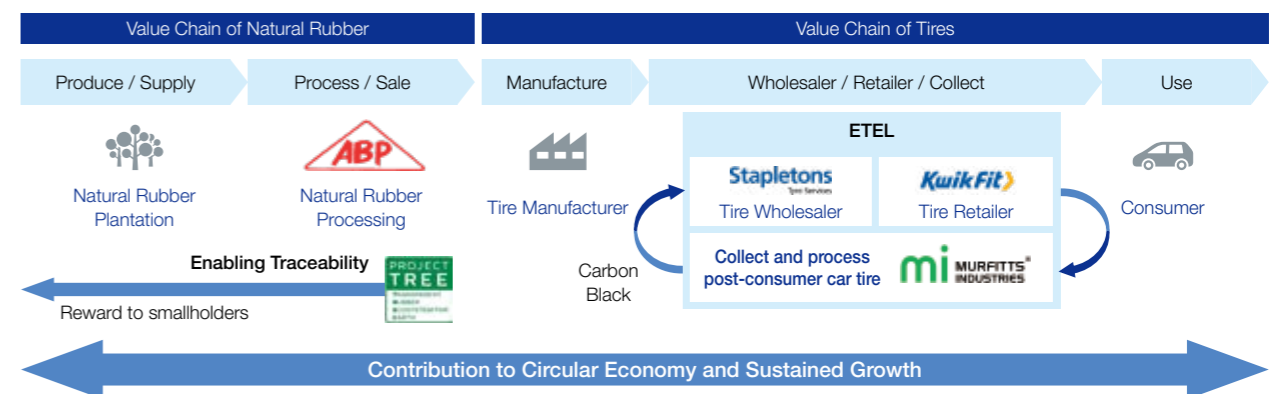 Value Chain of Natural Rubber
Value Chain of Tires
Produce / Supply
Process / Sale
Manufacture
Wholesaler / Retailer / Collect
Use
ETEL
ABP
Stapletons
Tyre Services
KwikFit
Natural Rubber
Plantation
Natural Rubber
Processing
Tire Manufacturer
Tire Wholesaler
Tire Retailer
Consumer
Enabling Traceability
PROJECT
TREE
Reward to smallholders
Carbon
Black
Collect and process
post-consumer car tire
mi MURFITTS
INDUSTRIES
Contribution to Circular Economy and Sustained Growth